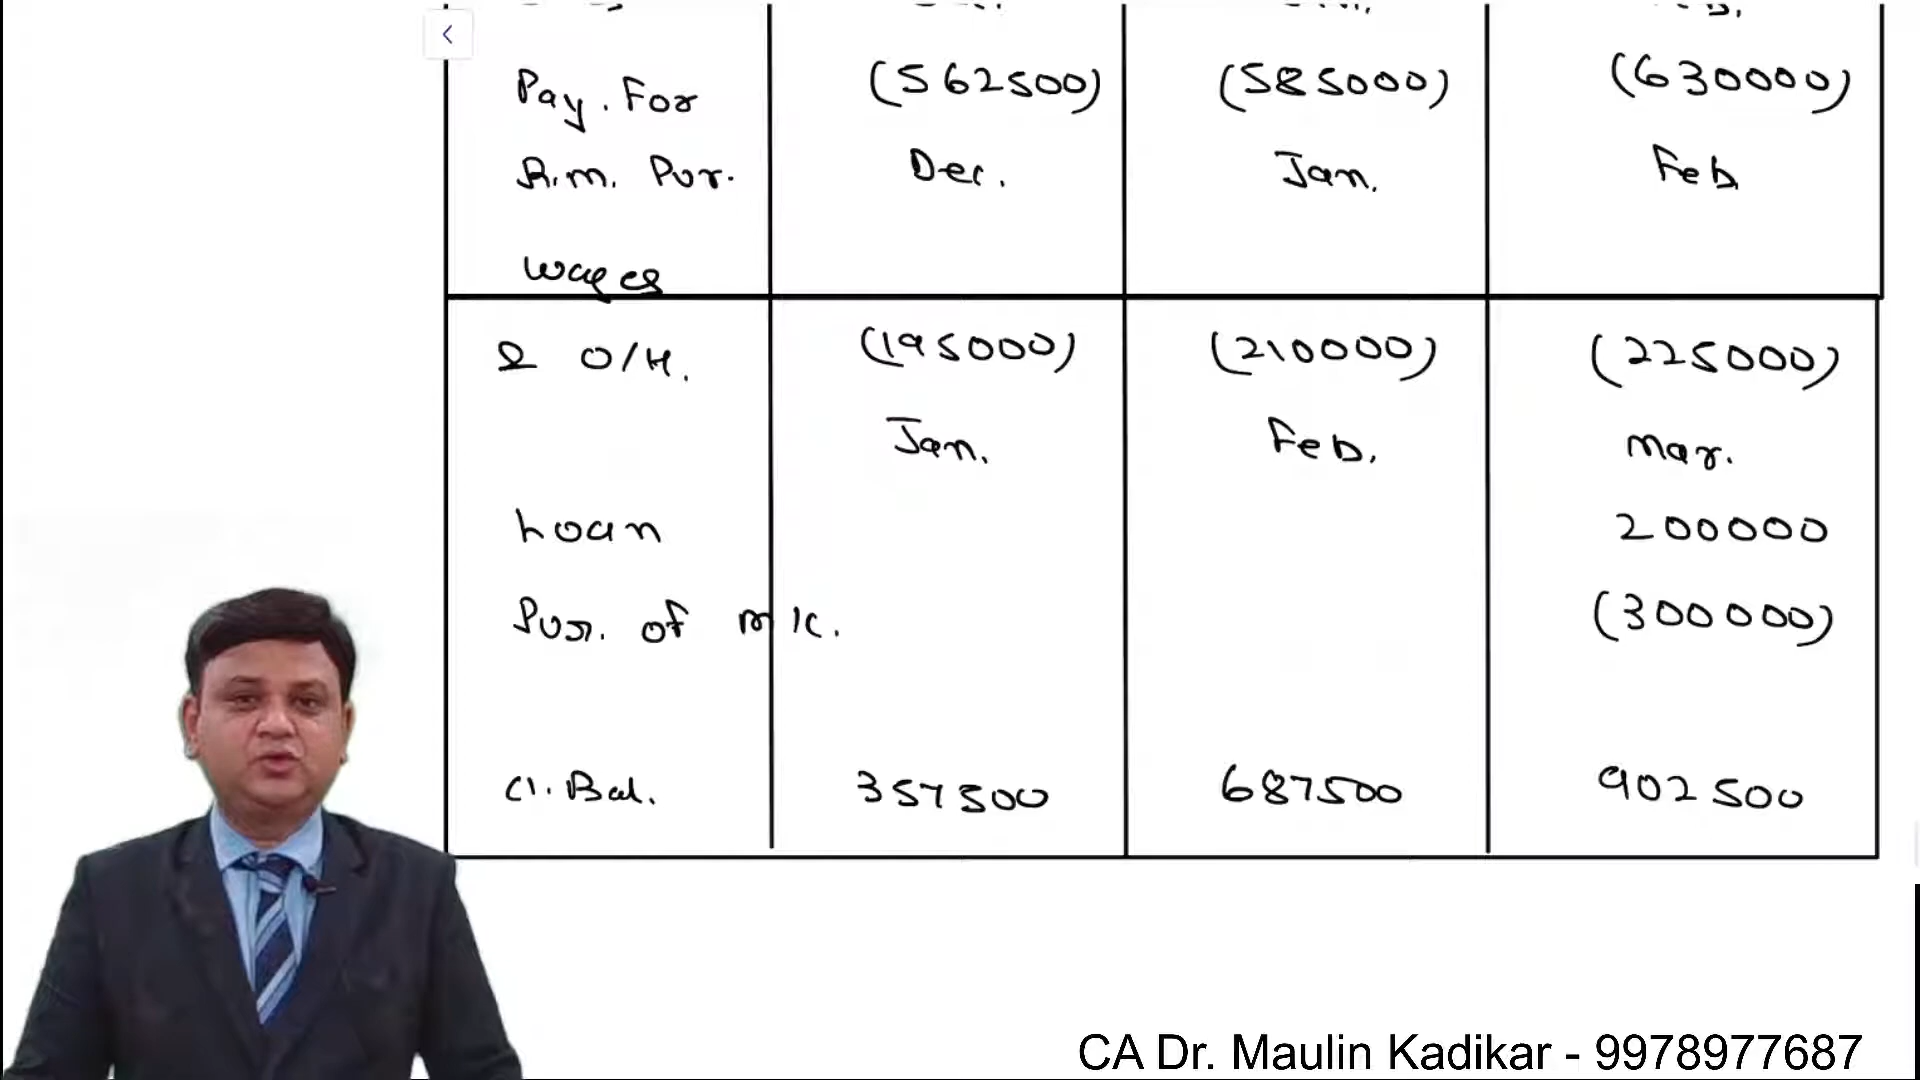 Pay. For (562500) (585000) (630000)
R.m. Pur. Dec. Jan. Feb
wages
& O/H. (195000) (210000) (225000)
Jan. Feb. Mar.
Loan 200000
Pur. of m/c. (300000)
Cl. Bal. 357500 687500 902500
CA Dr. Maulin Kadikar - 9978977687